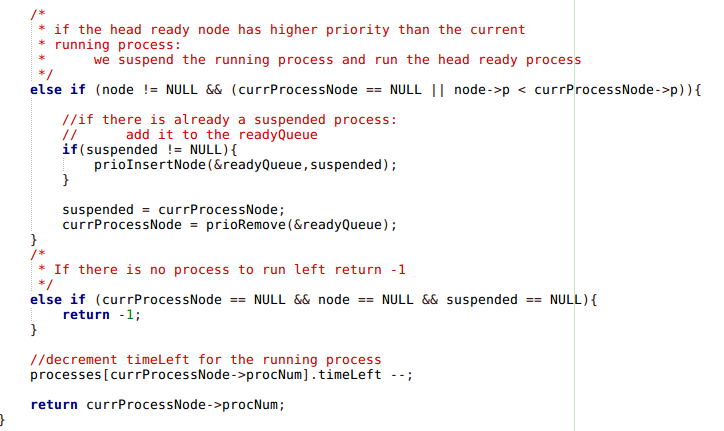 /*
 * if the head ready node has higher priority than the current
 * running process:
 *      we suspend the running process and run the head ready process
 */
else if (node != NULL && (currProcessNode == NULL || node->p < currProcessNode->p)){
    //if there is already a suspended process:
    //      add it to the readyQueue
    if(suspended != NULL){
        prioInsertNode(&readyQueue,suspended);
    }
    suspended = currProcessNode;
    currProcessNode = prioRemove(&readyQueue);
}
/*
 * If there is no process to run left return -1
 */
else if (currProcessNode == NULL && node == NULL && suspended == NULL){
    return -1;
}
//decrement timeLeft for the running process
processes[currProcessNode->procNum].timeLeft --;
return currProcessNode->procNum;
}